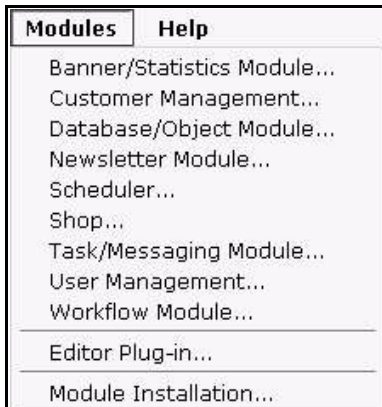 Modules Help
Banner/Statistics Module...
Customer Management...
Database/Object Module...
Newsletter Module...
Scheduler...
Shop...
Task/Messaging Module...
User Management...
Workflow Module...
Editor Plug-in...
Module Installation...